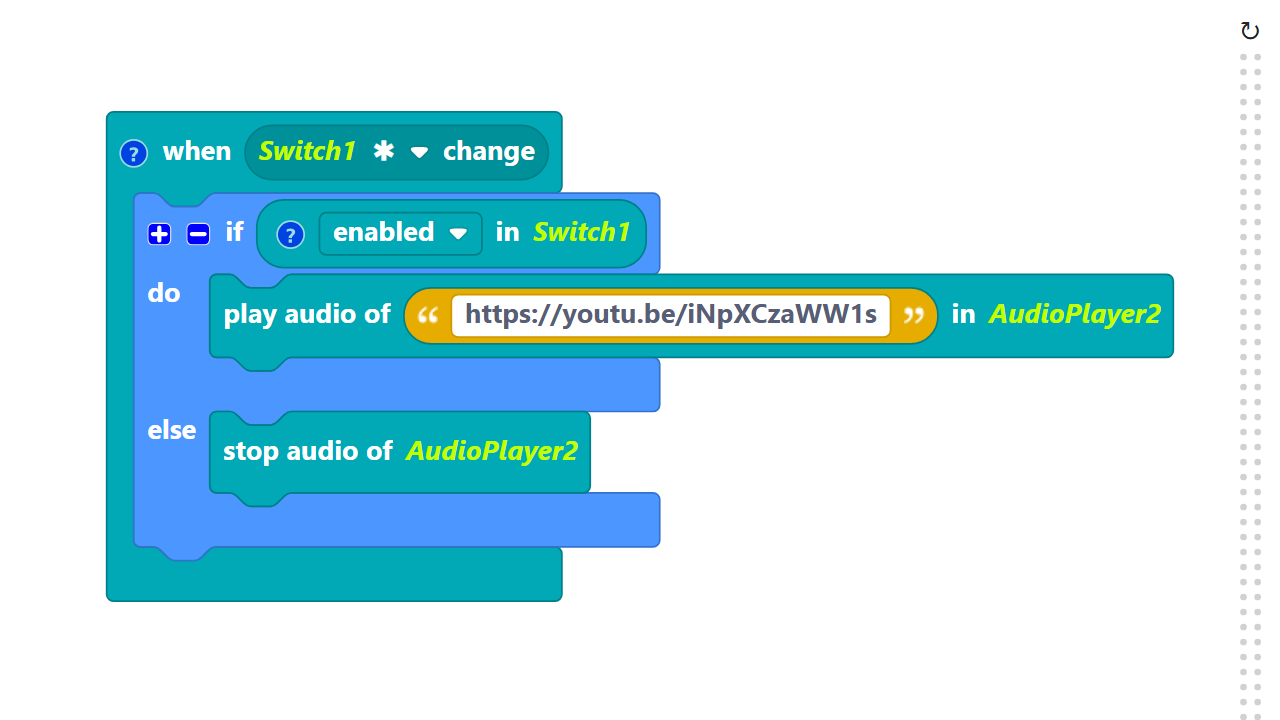 ? when Switch1 ✱ change
if ? enabled in Switch1
do
play audio of “ https://youtu.be/iNpXCzaWW1s ” in AudioPlayer2
else
stop audio of AudioPlayer2